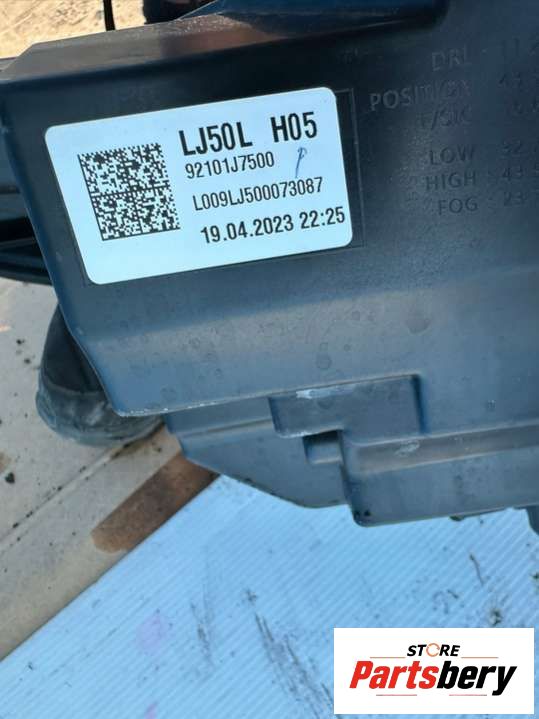 LJ50L H05
92101J7500 P
L009LJ500073087
19.04.2023 22:25
DRL
POSITION
LOW
HIGH
FOG
STORE
Partsbery